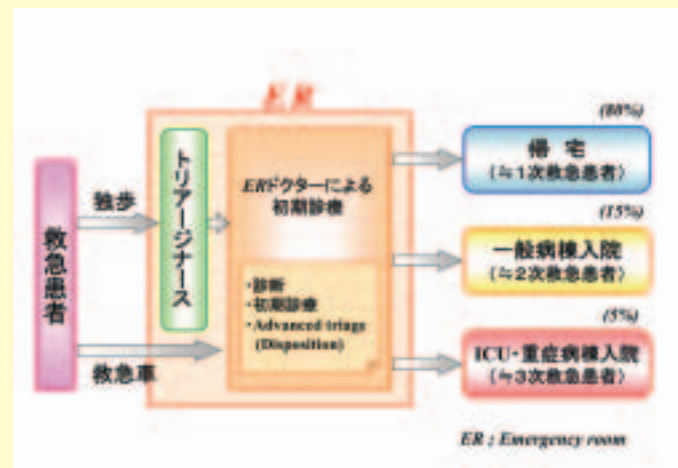 ER
救急患者
独歩
救急車
トリアージナース
ERドクターによる
初期診療
・診断
・初期診療
・Advanced triage
(Disposition)
(80%)
帰 宅
(≒1次救急患者)
(15%)
一般病棟入院
(≒2次救急患者)
(5%)
ICU・重症病棟入院
(≒3次救急患者)
ER ; Emergency room